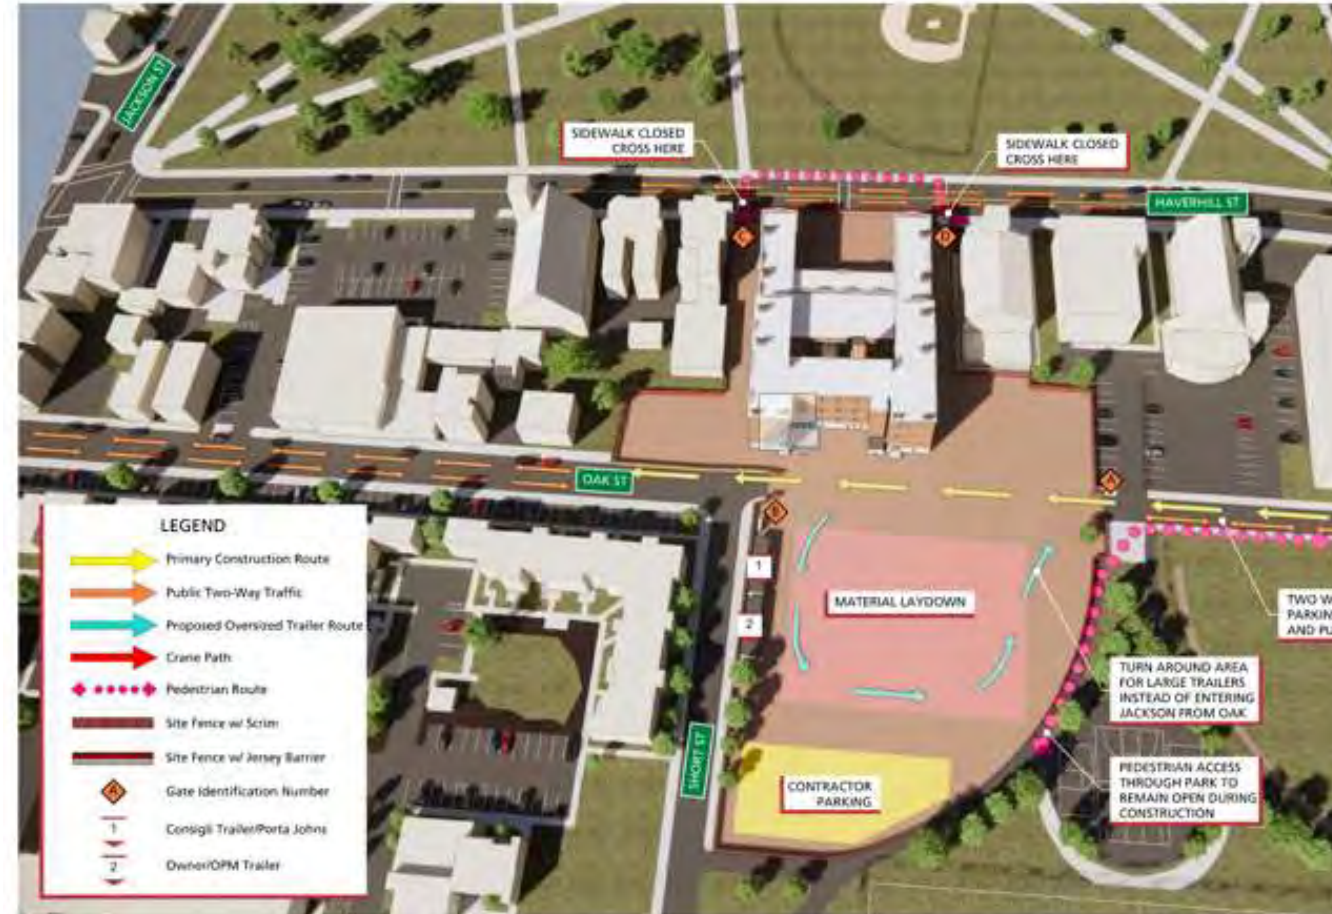 JACKSON ST
SIDEWALK CLOSED
CROSS HERE
SIDEWALK CLOSED
CROSS HERE
HAVERHILL ST
C
D
OAK ST
A
B
LEGEND
Primary Construction Route
Public Two-Way Traffic
Proposed Oversized Trailer Route
Crane Path
Pedestrian Route
Site Fence w/ Scrim
Site Fence w/ Jersey Barrier
A
Gate Identification Number
1
Consigli Trailer/Porta Johns
2
Owner/OPM Trailer
1
2
MATERIAL LAYDOWN
TWO W
PARKIN
AND PU
TURN AROUND AREA
FOR LARGE TRAILERS
INSTEAD OF ENTERING
JACKSON FROM OAK
SHORT ST
CONTRACTOR
PARKING
PEDESTRIAN ACCESS
THROUGH PARK TO
REMAIN OPEN DURING
CONSTRUCTION